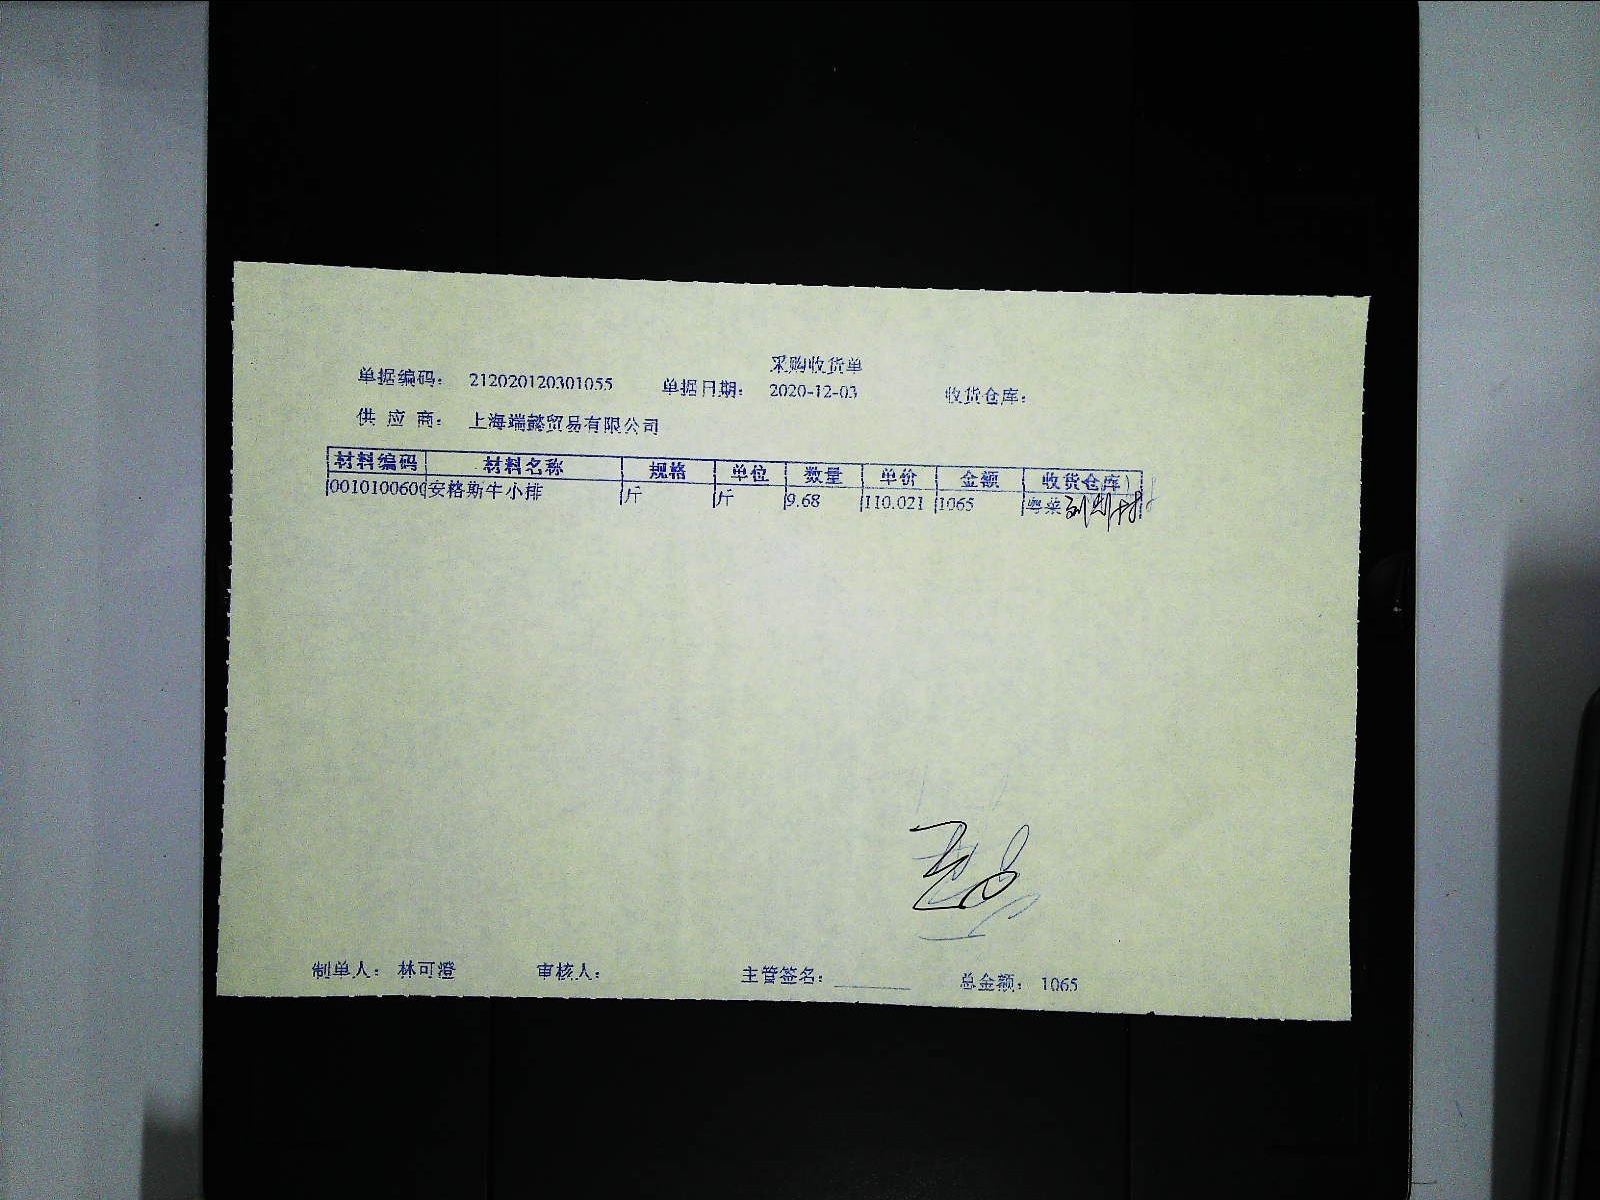 采购收货单
单据编码： 212020120301055 单据日期： 2020-12-03 收货仓库：
供 应 商： 上海端懿贸易有限公司
材料编码 材料名称 规格 单位 数量 单价 金额 收货仓库
0010100600 安格斯牛小排 斤 斤 9.68 110.021 1065 粤菜
制单人： 林可澄 审核人： 主管签名： 总金额： 1065